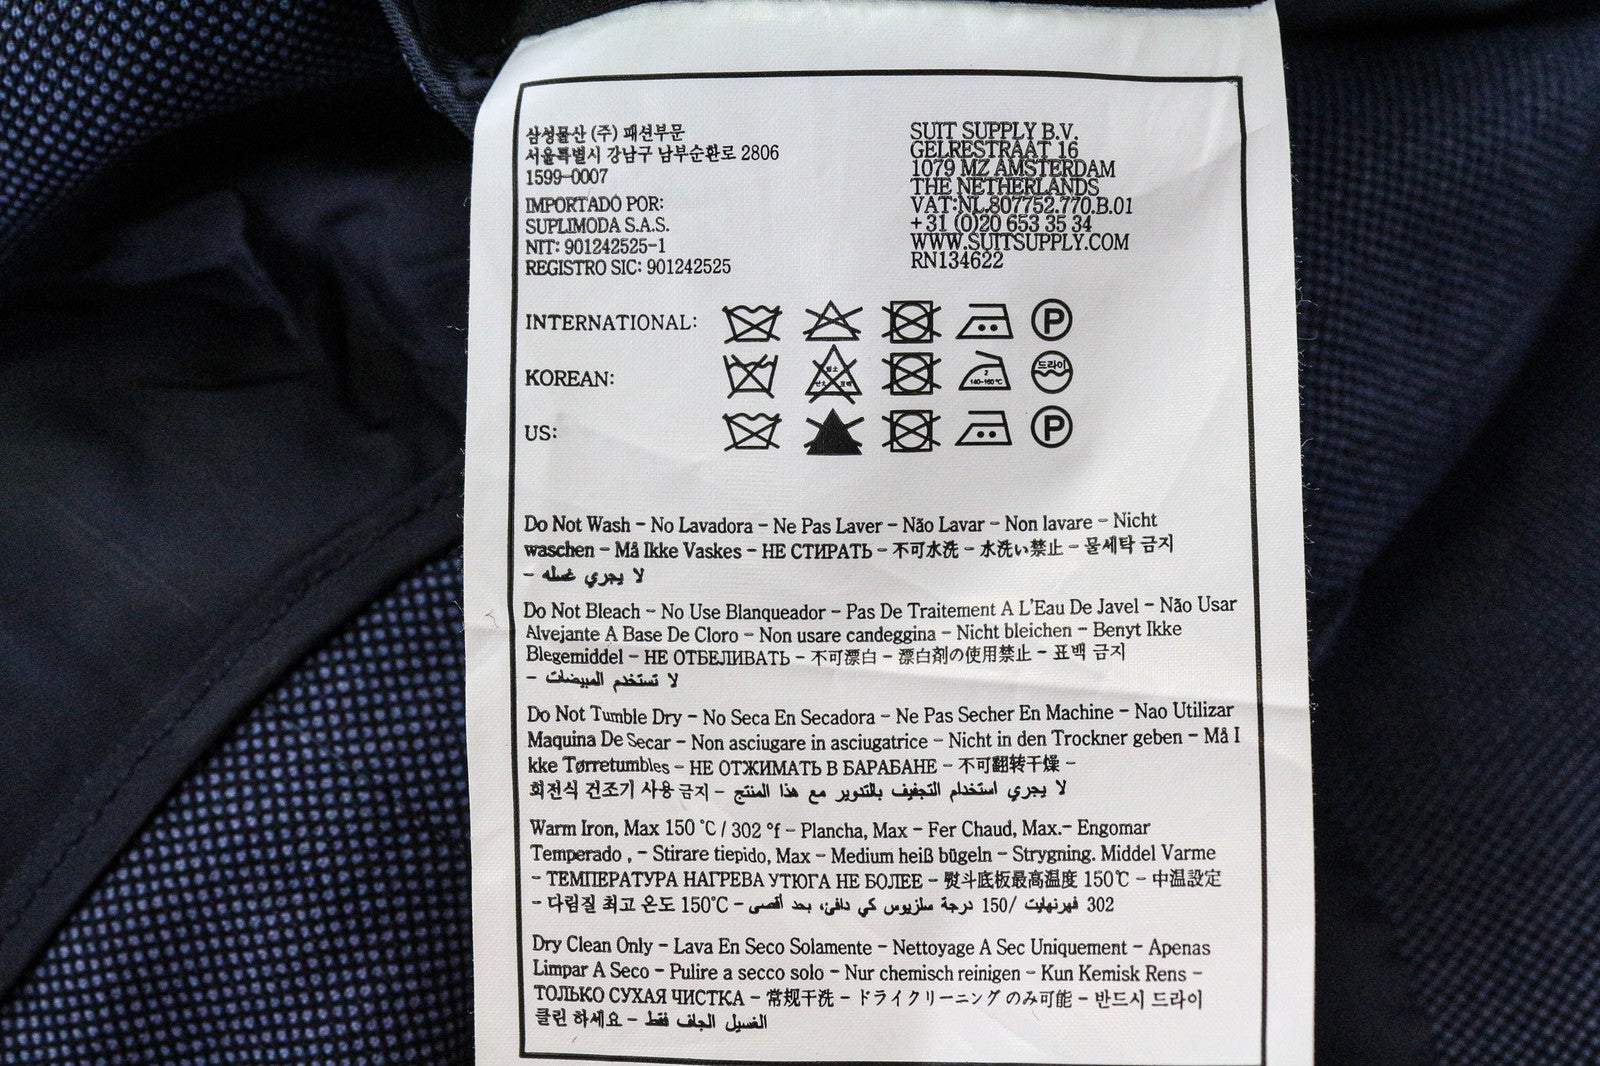 삼성물산 (주) 패션부문
서울특별시 강남구 남부순환로 2806
1599-0007
IMPORTADO POR:
SUPLIMODA S.A.S.
NIT: 901242525-1
REGISTRO SIC: 901242525
SUIT SUPPLY B.V.
GELRESTRAAT 16
1079 MZ AMSTERDAM
THE NETHERLANDS
VAT:NL.807752.770.B.01
+31 (0)20 653 35 34
WWW.SUITSUPPLY.COM
RN134622
INTERNATIONAL:
P
KOREAN:
염소
산소 표백
2
140~160°C
드라이
US:
P
Do Not Wash - No Lavadora - Ne Pas Laver - Não Lavar - Non lavare - Nicht
waschen - Må Ikke Vaskes - НЕ СТИРАТЬ - 不可水洗 - 水洗い禁止 - 물세탁 금지
- لا يجري غسله
Do Not Bleach - No Use Blanqueador - Pas De Traitement A L'Eau De Javel - Não Usar
Alvejante A Base De Cloro - Non usare candeggina - Nicht bleichen - Benyt Ikke
Blegemiddel - НЕ ОТБЕЛИВАТЬ - 不可漂白 - 漂白剤の使用禁止 - 표백 금지
- لا تستخدم المبيضات
Do Not Tumble Dry - No Seca En Secadora - Ne Pas Secher En Machine - Nao Utilizar
Maquina De Secar - Non asciugare in asciugatrice - Nicht in den Trockner geben - Må I
kke Tørretumbles - НЕ ОТЖИМАТЬ В БАРАБАНЕ - 不可翻转干燥 -
회전식 건조기 사용 금지 - لا يجري استخدام التجفيف بالتدوير مع هذا المنتج
Warm Iron, Max 150 °C / 302 °f - Plancha, Max - Fer Chaud, Max.- Engomar
Temperado , - Stirare tiepido, Max - Medium heiß bügeln - Strygning. Middel Varme
- ТЕМПЕРАТУРА НАГРЕВА УТЮГА НЕ БОЛЕЕ - 熨斗底板最高温度 150℃ - 中温設定
- 다림질 최고 온도 150℃ - 302 فهرنهايت /150 درجة سلزيوس كي دافئ، بحد أقصى
Dry Clean Only - Lava En Seco Solamente - Nettoyage A Sec Uniquement - Apenas
Limpar A Seco - Pulire a secco solo - Nur chemisch reinigen - Kun Kemisk Rens -
ТОЛЬКО СУХАЯ ЧИСТКА - 常规干洗 - ドライクリーニング のみ可能 - 반드시 드라이
클린 하세요 - الغسيل الجاف فقط